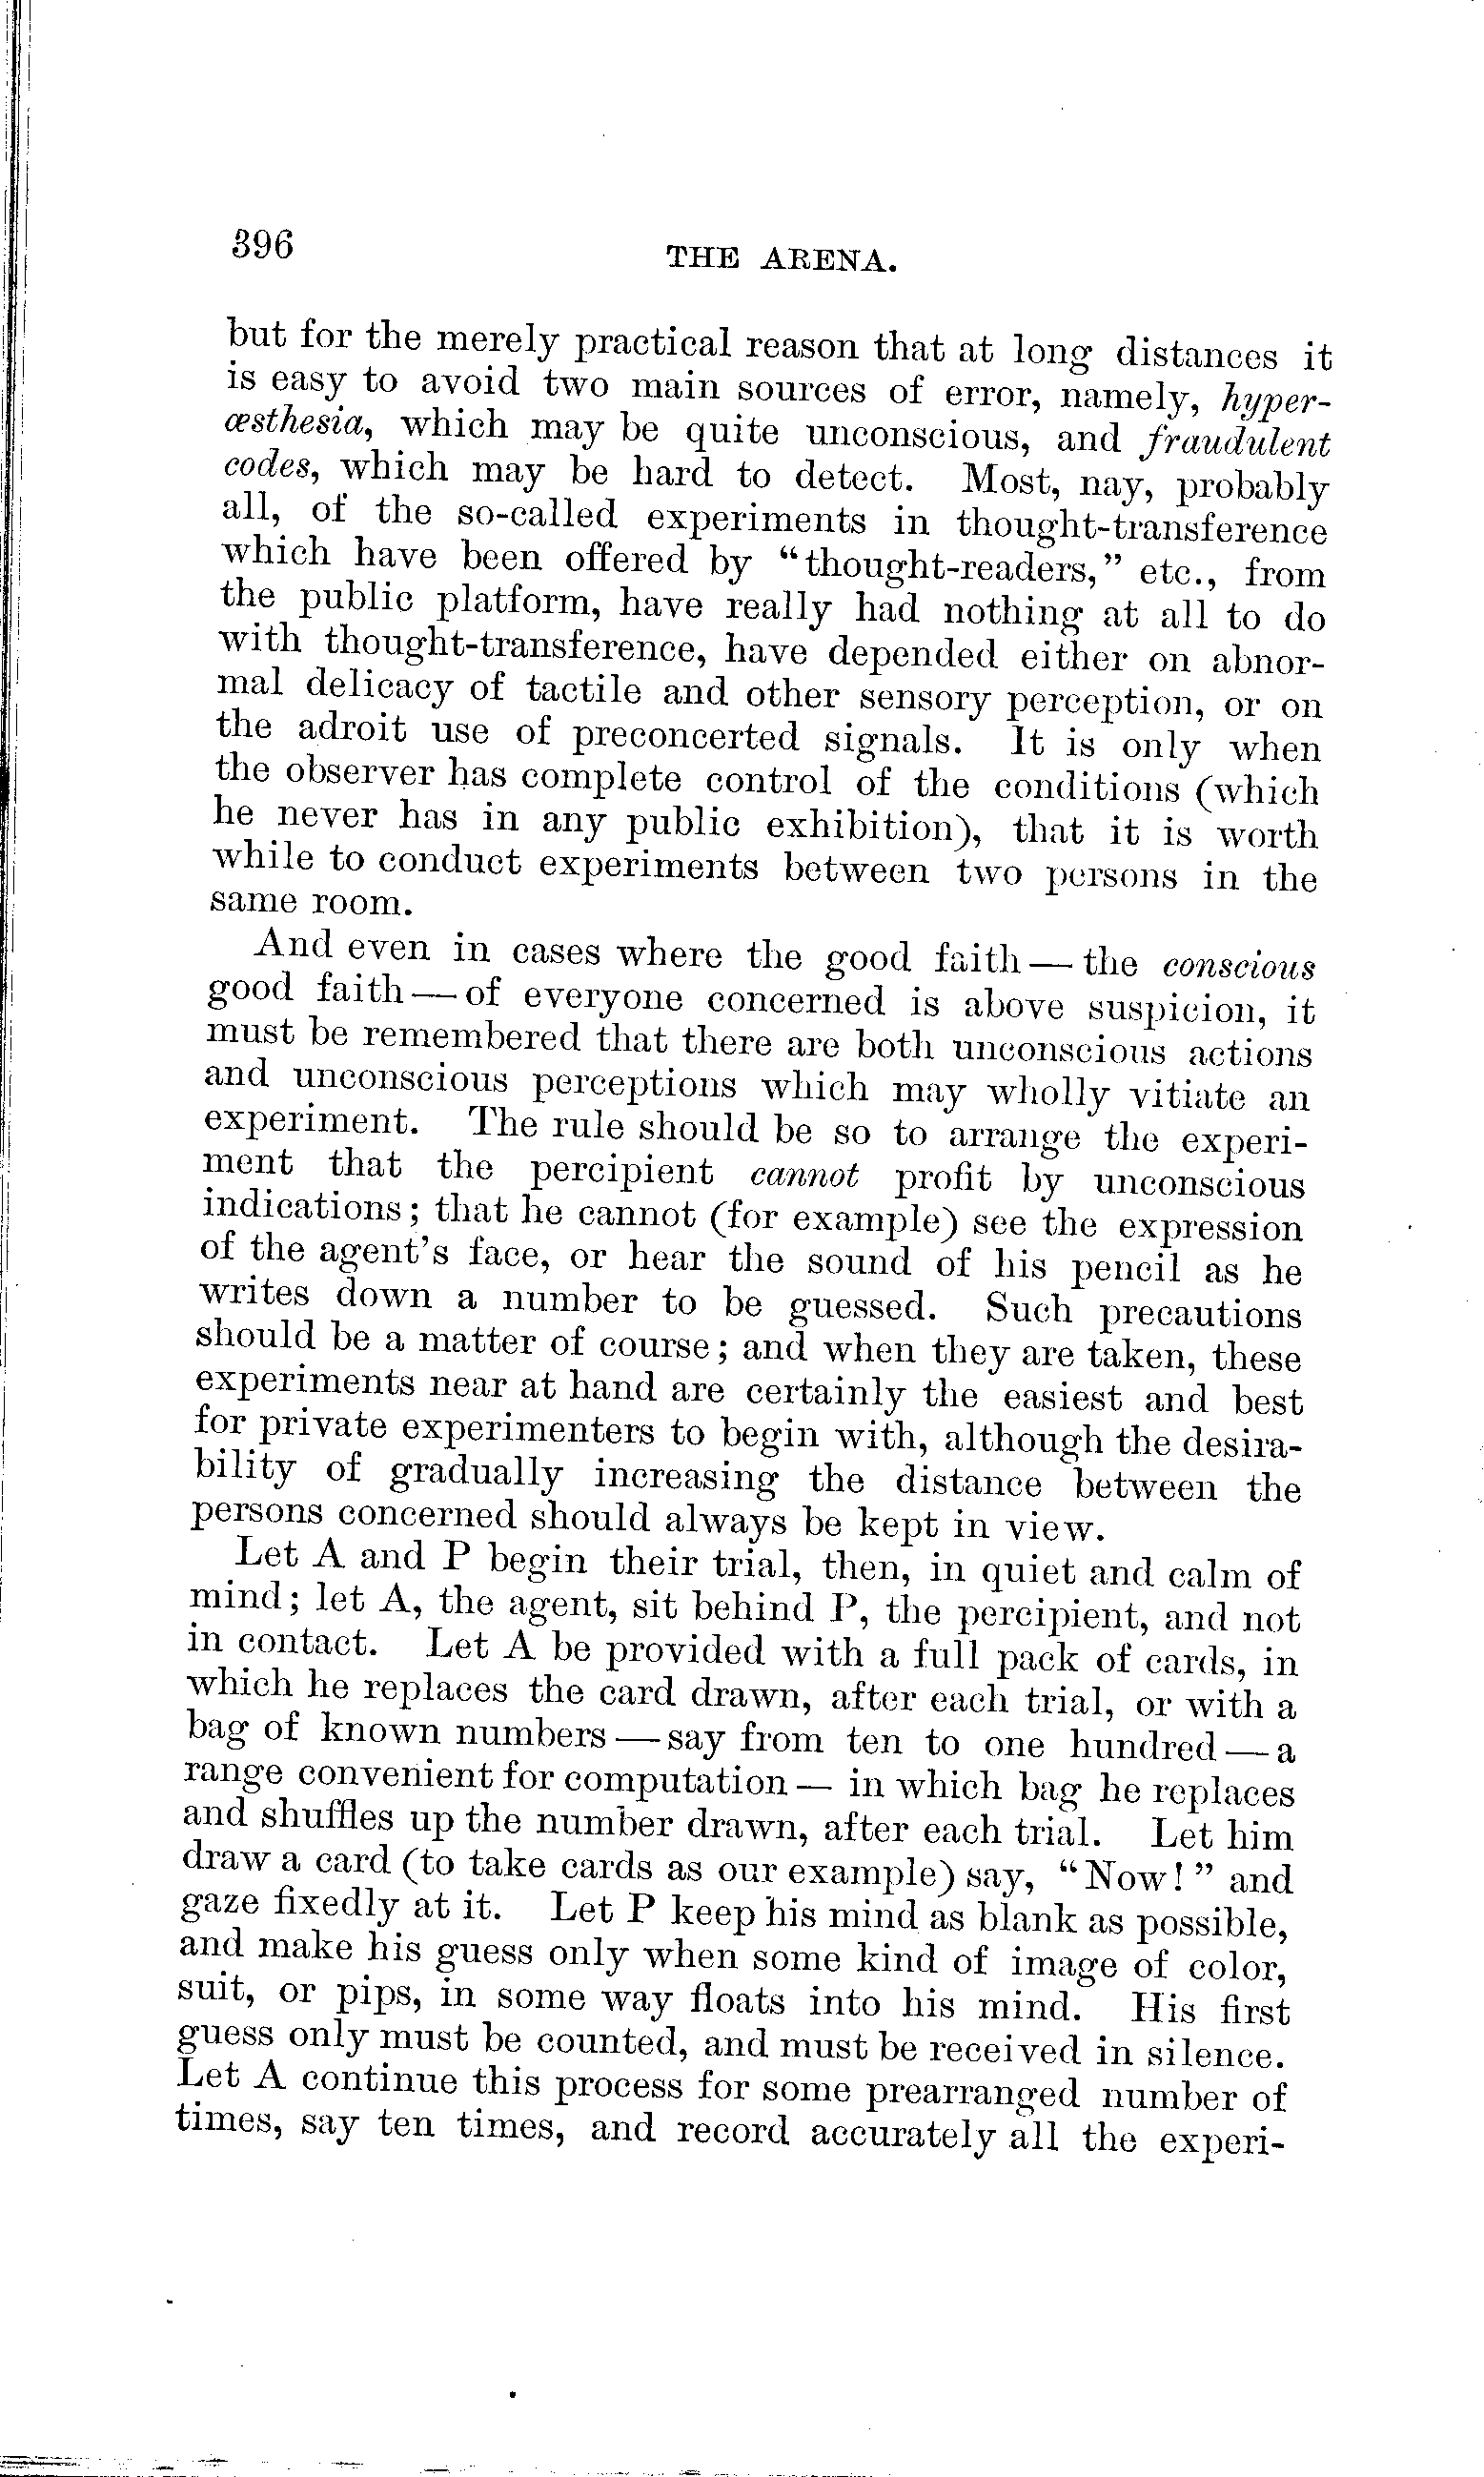 396
THE ARENA.
but for the merely practical reason that at long distances it
is easy to avoid two main sources of error, namely, hyper-
æsthesia, which may be quite unconscious, and fraudulent
codes, which may be hard to detect. Most, nay, probably
all, of the so-called experiments in thought-transference
which have been offered by "thought-readers," etc., from
the public platform, have really had nothing at all to do
with thought-transference, have depended either on abnor-
mal delicacy of tactile and other sensory perception, or on
the adroit use of preconcerted signals. It is only when
the observer has complete control of the conditions (which
he never has in any public exhibition), that it is worth
while to conduct experiments between two persons in the
same room.
And even in cases where the good faith — the conscious
good faith — of everyone concerned is above suspicion, it
must be remembered that there are both unconscious actions
and unconscious perceptions which may wholly vitiate an
experiment. The rule should be so to arrange the experi-
ment that the percipient cannot profit by unconscious
indications; that he cannot (for example) see the expression
of the agent's face, or hear the sound of his pencil as he
writes down a number to be guessed. Such precautions
should be a matter of course; and when they are taken, these
experiments near at hand are certainly the easiest and best
for private experimenters to begin with, although the desira-
bility of gradually increasing the distance between the
persons concerned should always be kept in view.
Let A and P begin their trial, then, in quiet and calm of
mind; let A, the agent, sit behind P, the percipient, and not
in contact. Let A be provided with a full pack of cards, in
which he replaces the card drawn, after each trial, or with a
bag of known numbers — say from ten to one hundred — a
range convenient for computation — in which bag he replaces
and shuffles up the number drawn, after each trial. Let him
draw a card (to take cards as our example) say, "Now!" and
gaze fixedly at it. Let P keep his mind as blank as possible,
and make his guess only when some kind of image of color,
suit, or pips, in some way floats into his mind. His first
guess only must be counted, and must be received in silence.
Let A continue this process for some prearranged number of
times, say ten times, and record accurately all the experi-